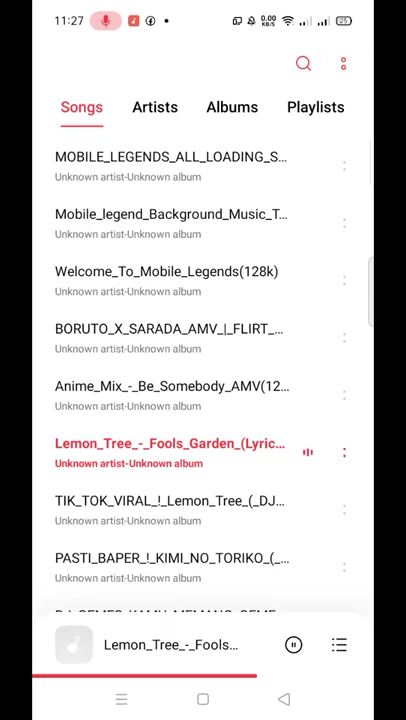 11:27
0.00
KB/S
25
Songs Artists Albums Playlists
MOBILE_LEGENDS_ALL_LOADING_S...
Unknown artist-Unknown album
Mobile_legend_Background_Music_T...
Unknown artist-Unknown album
Welcome_To_Mobile_Legends(128k)
Unknown artist-Unknown album
BORUTO_X_SARADA_AMV_|_FLIRT_...
Unknown artist-Unknown album
Anime_Mix_-_Be_Somebody_AMV(12...
Unknown artist-Unknown album
Lemon_Tree_-_Fools_Garden_(Lyric...
Unknown artist-Unknown album
TIK_TOK_VIRAL_!_Lemon_Tree_(_DJ...
Unknown artist-Unknown album
PASTI_BAPER_!_KIMI_NO_TORIKO_(_...
Unknown artist-Unknown album
Lemon_Tree_-_Fools...